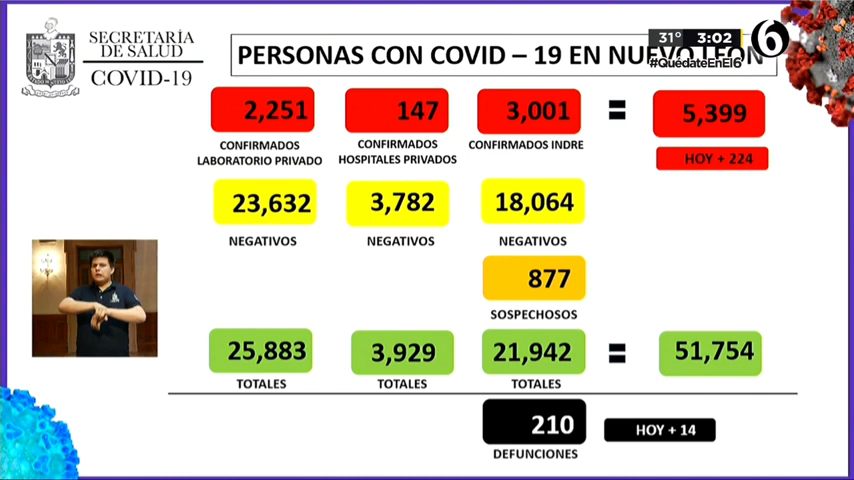 SECRETARÍA
DE SALUD
COVID-19
PERSONAS CON COVID – 19 EN NUEVO LEÓN
31° 3:02
6
#QuédateEnEl6
2,251 147 3,001 = 5,399
CONFIRMADOS
LABORATORIO PRIVADO
CONFIRMADOS
HOSPITALES PRIVADOS
CONFIRMADOS INDRE
HOY + 224
23,632 3,782 18,064
NEGATIVOS NEGATIVOS NEGATIVOS
877
SOSPECHOSOS
25,883 3,929 21,942 = 51,754
TOTALES TOTALES TOTALES
210
DEFUNCIONES
HOY + 14